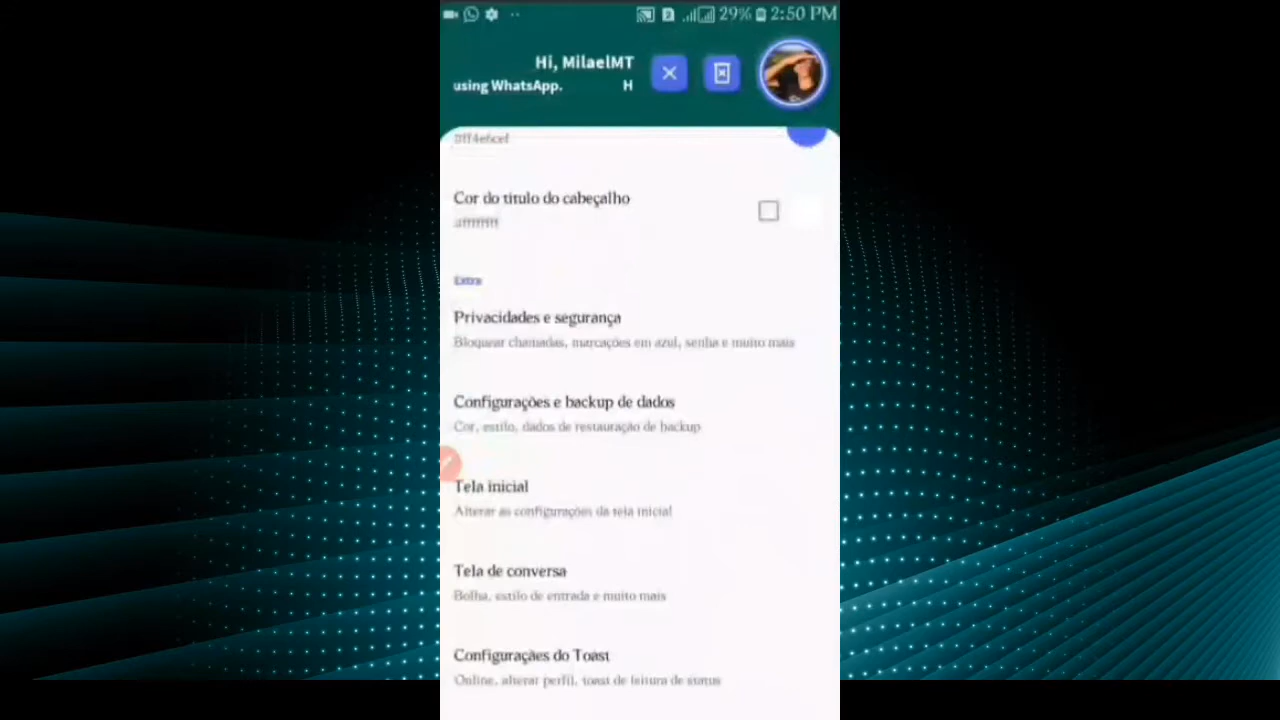 29% 2:50 PM
Hi, MilaelMT
using WhatsApp. H
#ff4e6cef
Cor do título do cabeçalho
Extra
Privacidades e segurança
Bloquear chamadas, marcações em azul, senha e muito mais
Configurações e backup de dados
Cor, estilo, dados de restauração de backup
Tela inicial
Alterar as configurações da tela inicial
Tela de conversa
Bolha, estilo de entrada e muito mais
Configurações do Toast
Online, alterar perfil, toast de leitura de status